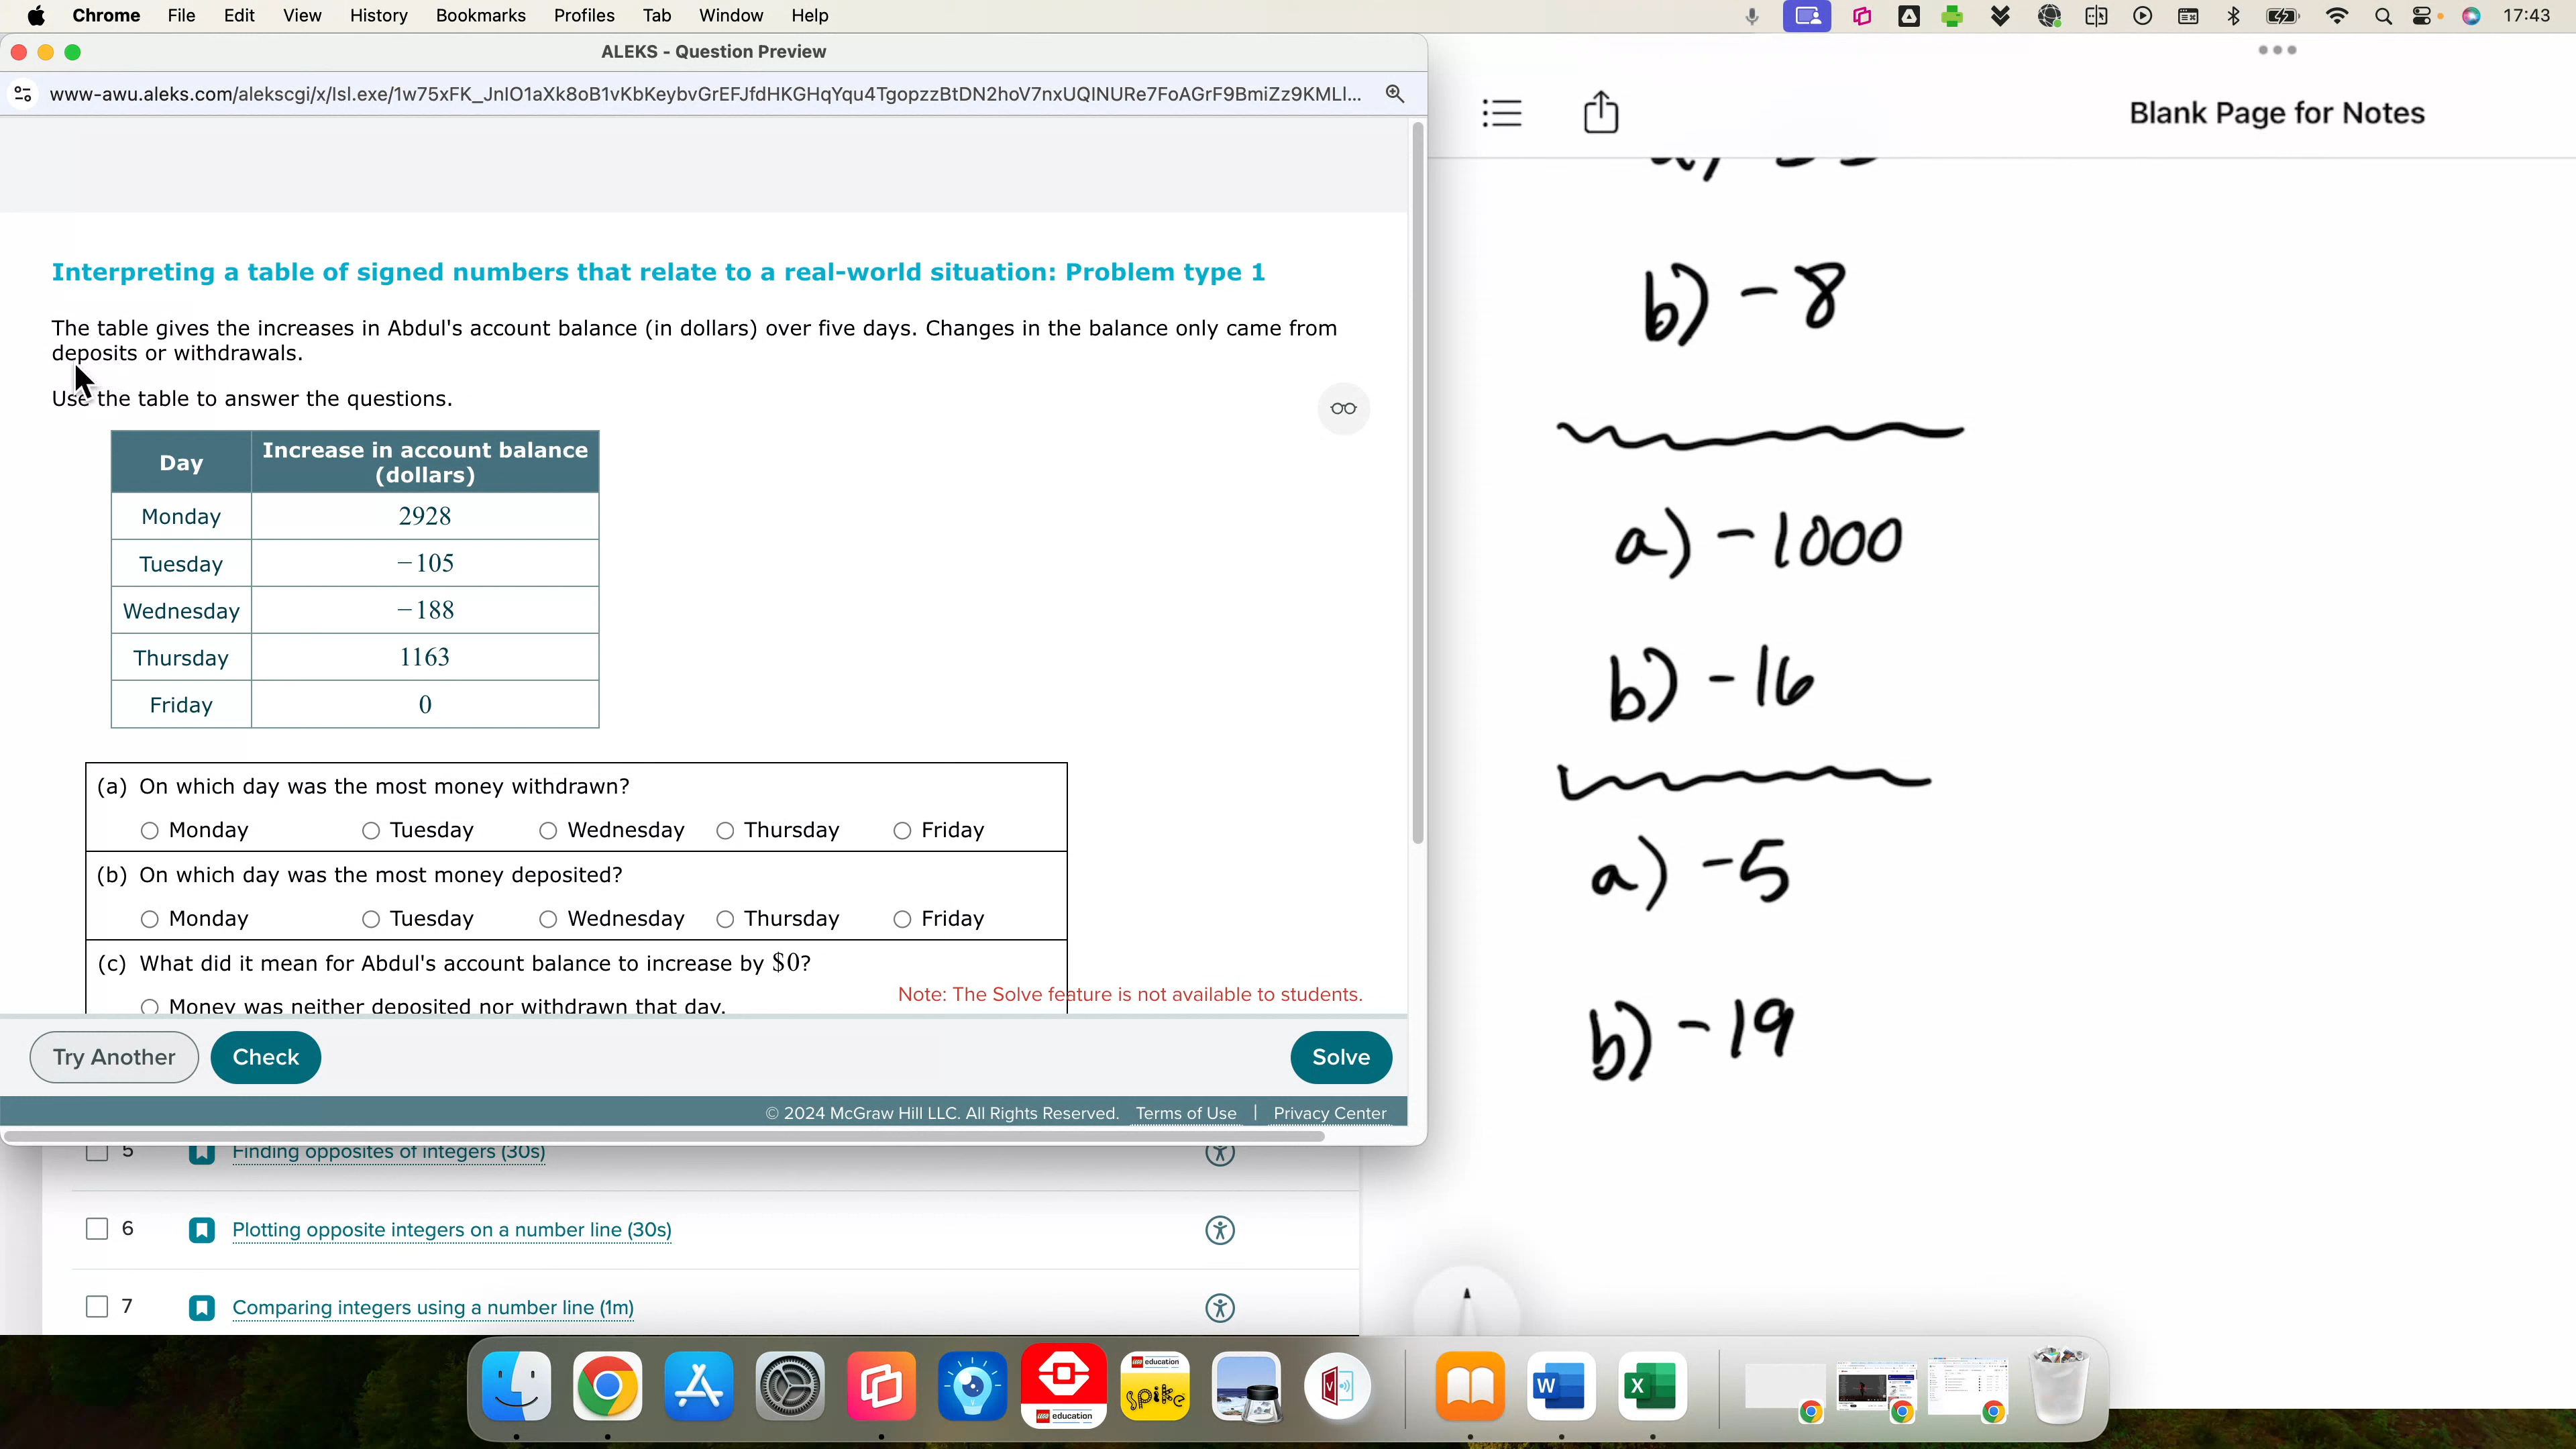 Chrome File Edit View History Bookmarks Profiles Tab Window Help 17:43
ALEKS - Question Preview
Blank Page for Notes
Interpreting a table of signed numbers that relate to a real-world situation: Problem type 1
The table gives the increases in Abdul's account balance (in dollars) over five days. Changes in the balance only came from
deposits or withdrawals.
Use the table to answer the questions.
Day Increase in account balance
(dollars)
Monday 2928
Tuesday −105
Wednesday −188
Thursday 1163
Friday 0
(a) On which day was the most money withdrawn?
Monday Tuesday Wednesday Thursday Friday
(b) On which day was the most money deposited?
Monday Tuesday Wednesday Thursday Friday
(c) What did it mean for Abdul's account balance to increase by $0?
Money was neither deposited nor withdrawn that day.
Note: The Solve feature is not available to students.
Try Another Check Solve
© 2024 McGraw Hill LLC. All Rights Reserved. Terms of Use | Privacy Center
5 Finding opposites of integers (30s)
6 Plotting opposite integers on a number line (30s)
7 Comparing integers using a number line (1m)
b) -8
a) -1000
b) -16
a) -5
b) -19
education
education
spike
education
W
X